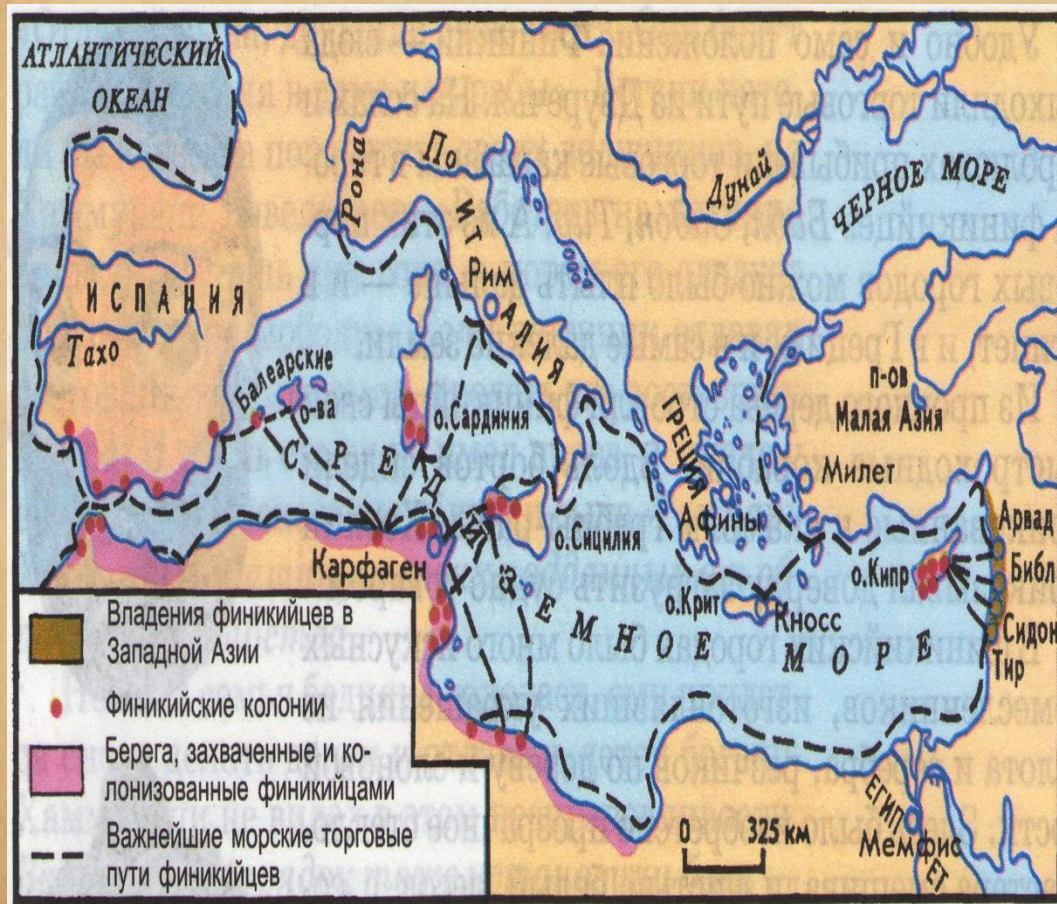 АТЛАНТИЧЕСКИЙ
ОКЕАН
Рона
По
Дунай
ЧЕРНОЕ МОРЕ
ИСПАНИЯ
Тахо
Рим
ИТАЛИЯ
Балеарские
о-ва
о.Сардиния
п-ов
Малая Азия
ГРЕЦИЯ
Милет
Афины
о.Сицилия
Карфаген
о.Крит
Кносс
о.Кипр
Арвад
Библ
Сидон
Тир
СРЕДИЗЕМНОЕ МОРЕ
ЕГИПЕТ
Мемфис
0 325 км
Владения финикийцев в
Западной Азии
Финикийские колонии
Берега, захваченные и ко-
лонизованные финикийцами
Важнейшие морские торговые
пути финикийцев